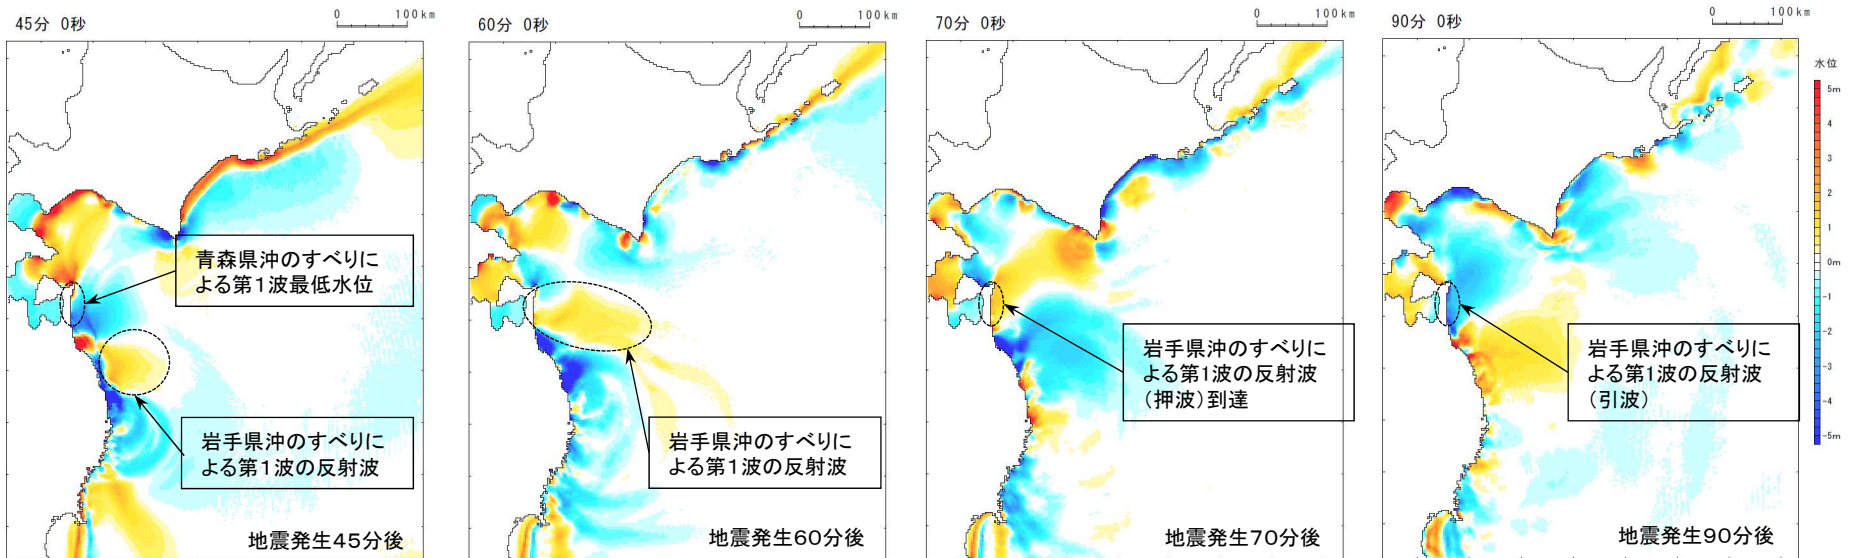 45分 0秒
0 100km
青森県沖のすべりに
よる第1波最低水位
岩手県沖のすべりに
よる第1波の反射波
地震発生45分後
60分 0秒
0 100km
岩手県沖のすべりに
よる第1波の反射波
地震発生60分後
70分 0秒
0 100km
岩手県沖のすべりに
よる第1波の反射波
(押波)到達
地震発生70分後
90分 0秒
0 100km
岩手県沖のすべりに
よる第1波の反射波
(引波)
地震発生90分後
水位
5m
4
3
2
1
0m
-1
-2
-3
-4
-5m